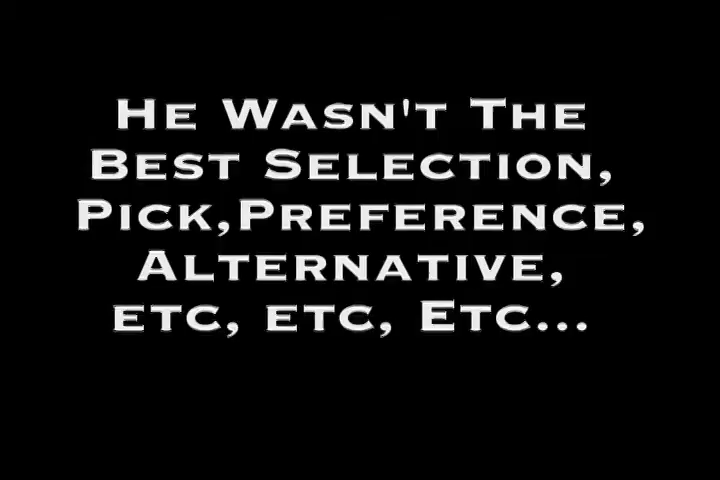 He Wasn't The
Best Selection,
Pick,Preference,
Alternative,
etc, etc, Etc...